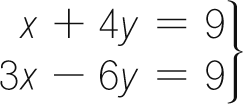 x + 4y = 9
3x − 6y = 9